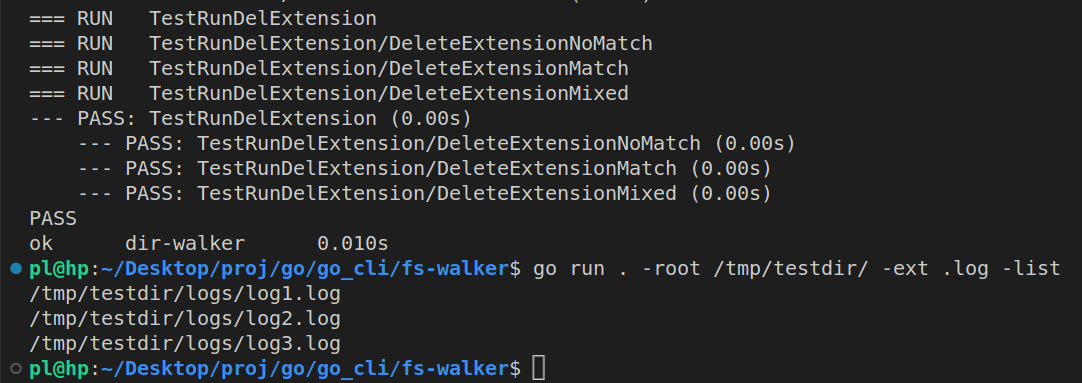 === RUN   TestRunDelExtension
=== RUN   TestRunDelExtension/DeleteExtensionNoMatch
=== RUN   TestRunDelExtension/DeleteExtensionMatch
=== RUN   TestRunDelExtension/DeleteExtensionMixed
--- PASS: TestRunDelExtension (0.00s)
    --- PASS: TestRunDelExtension/DeleteExtensionNoMatch (0.00s)
    --- PASS: TestRunDelExtension/DeleteExtensionMatch (0.00s)
    --- PASS: TestRunDelExtension/DeleteExtensionMixed (0.00s)
PASS
ok      dir-walker      0.010s
pl@hp:~/Desktop/proj/go/go_cli/fs-walker$ go run . -root /tmp/testdir/ -ext .log -list
/tmp/testdir/logs/log1.log
/tmp/testdir/logs/log2.log
/tmp/testdir/logs/log3.log
pl@hp:~/Desktop/proj/go/go_cli/fs-walker$